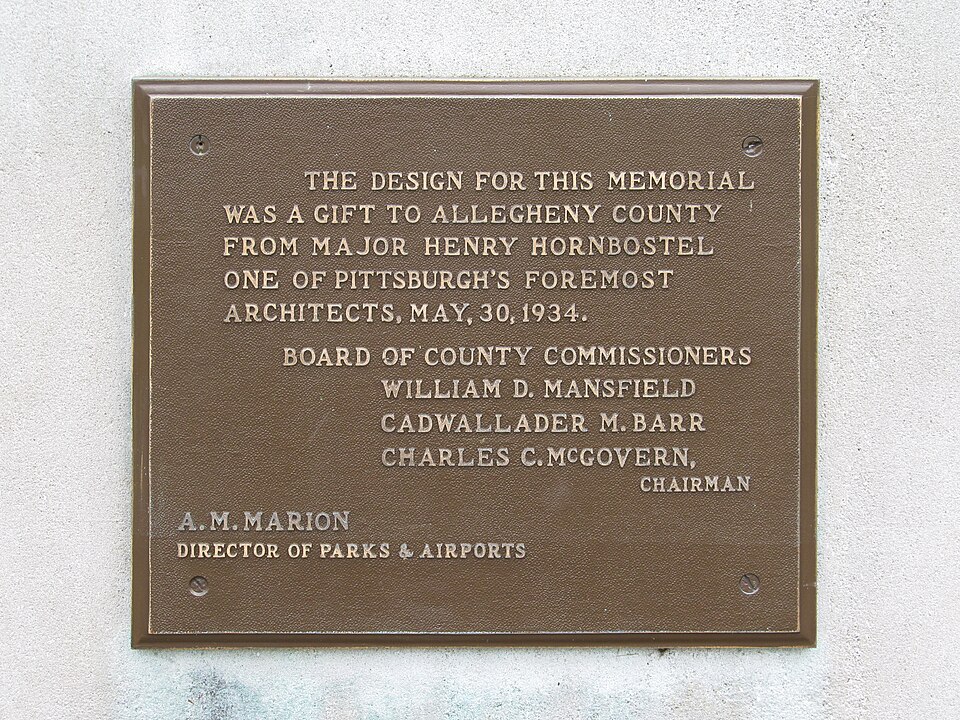 THE DESIGN FOR THIS MEMORIAL
WAS A GIFT TO ALLEGHENY COUNTY
FROM MAJOR HENRY HORNBOSTEL
ONE OF PITTSBURGH'S FOREMOST
ARCHITECTS, MAY, 30, 1934.
BOARD OF COUNTY COMMISSIONERS
WILLIAM D. MANSFIELD
CADWALLADER M. BARR
CHARLES C. McGOVERN,
CHAIRMAN
A. M. MARION
DIRECTOR OF PARKS & AIRPORTS